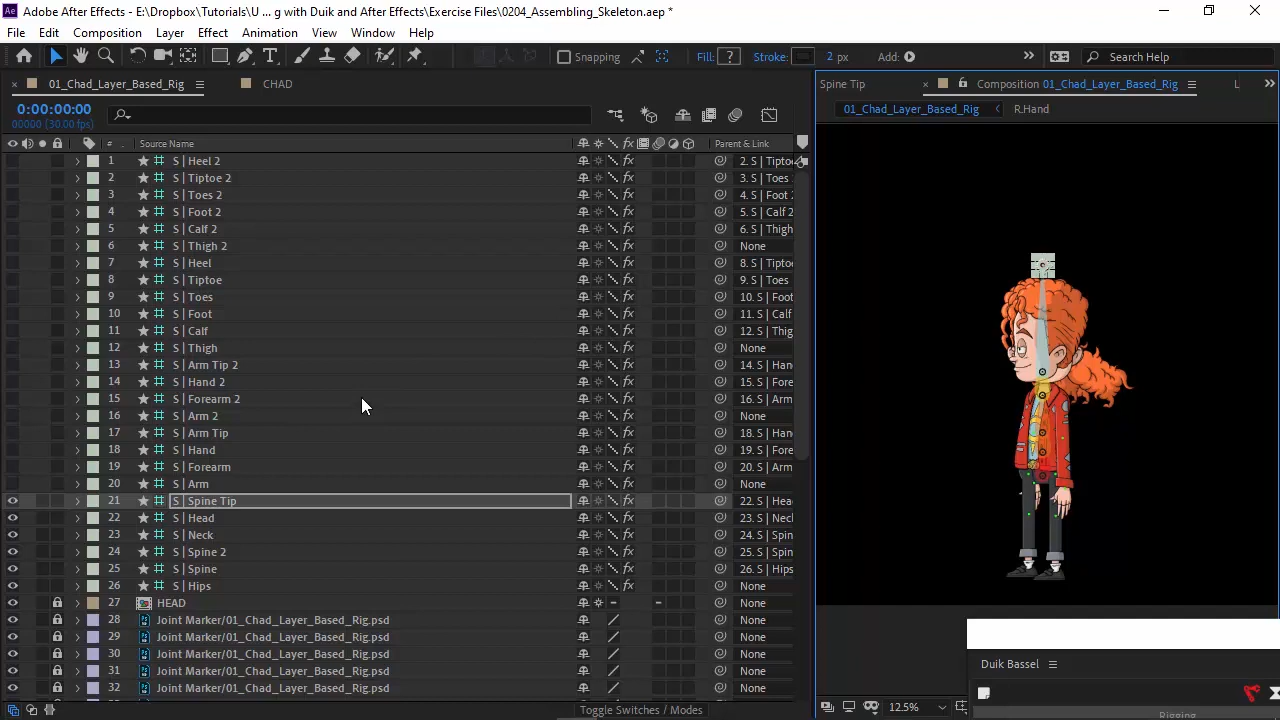 Adobe After Effects - E:\Dropbox\Tutorials\U ... g with Duik and After Effects\Exercise Files\0204_Assembling_Skeleton.aep *
File Edit Composition Layer Effect Animation View Window Help
Snapping Fill: ? Stroke: 2 px Add: Search Help
01_Chad_Layer_Based_Rig CHAD
Spine Tip Composition 01_Chad_Layer_Based_Rig L
0:00:00:00
00000 (30.00 fps)
01_Chad_Layer_Based_Rig R.Hand
# Source Name Parent & Link
1 S | Heel 2 2. S | Tipto
2 S | Tiptoe 2 3. S | Toes
3 S | Toes 2 4. S | Foot
4 S | Foot 2 5. S | Calf 2
5 S | Calf 2 6. S | Thigh
6 S | Thigh 2 None
7 S | Heel 8. S | Tiptoe
8 S | Tiptoe 9. S | Toes
9 S | Toes 10. S | Foot
10 S | Foot 11. S | Calf
11 S | Calf 12. S | Thig
12 S | Thigh None
13 S | Arm Tip 2 14. S | Han
14 S | Hand 2 15. S | Fore
15 S | Forearm 2 16. S | Arm
16 S | Arm 2 None
17 S | Arm Tip 18. S | Han
18 S | Hand 19. S | Fore
19 S | Forearm 20. S | Arm
20 S | Arm None
21 S | Spine Tip 22. S | Hea
22 S | Head 23. S | Neck
23 S | Neck 24. S | Spin
24 S | Spine 2 25. S | Spin
25 S | Spine 26. S | Hips
26 S | Hips None
27 HEAD None
28 Joint Marker/01_Chad_Layer_Based_Rig.psd None
29 Joint Marker/01_Chad_Layer_Based_Rig.psd None
30 Joint Marker/01_Chad_Layer_Based_Rig.psd None
31 Joint Marker/01_Chad_Layer_Based_Rig.psd None
32 Joint Marker/01_Chad_Layer_Based_Rig.psd None
Duik Bassel
Toggle Switches / Modes
12.5%
Rigging